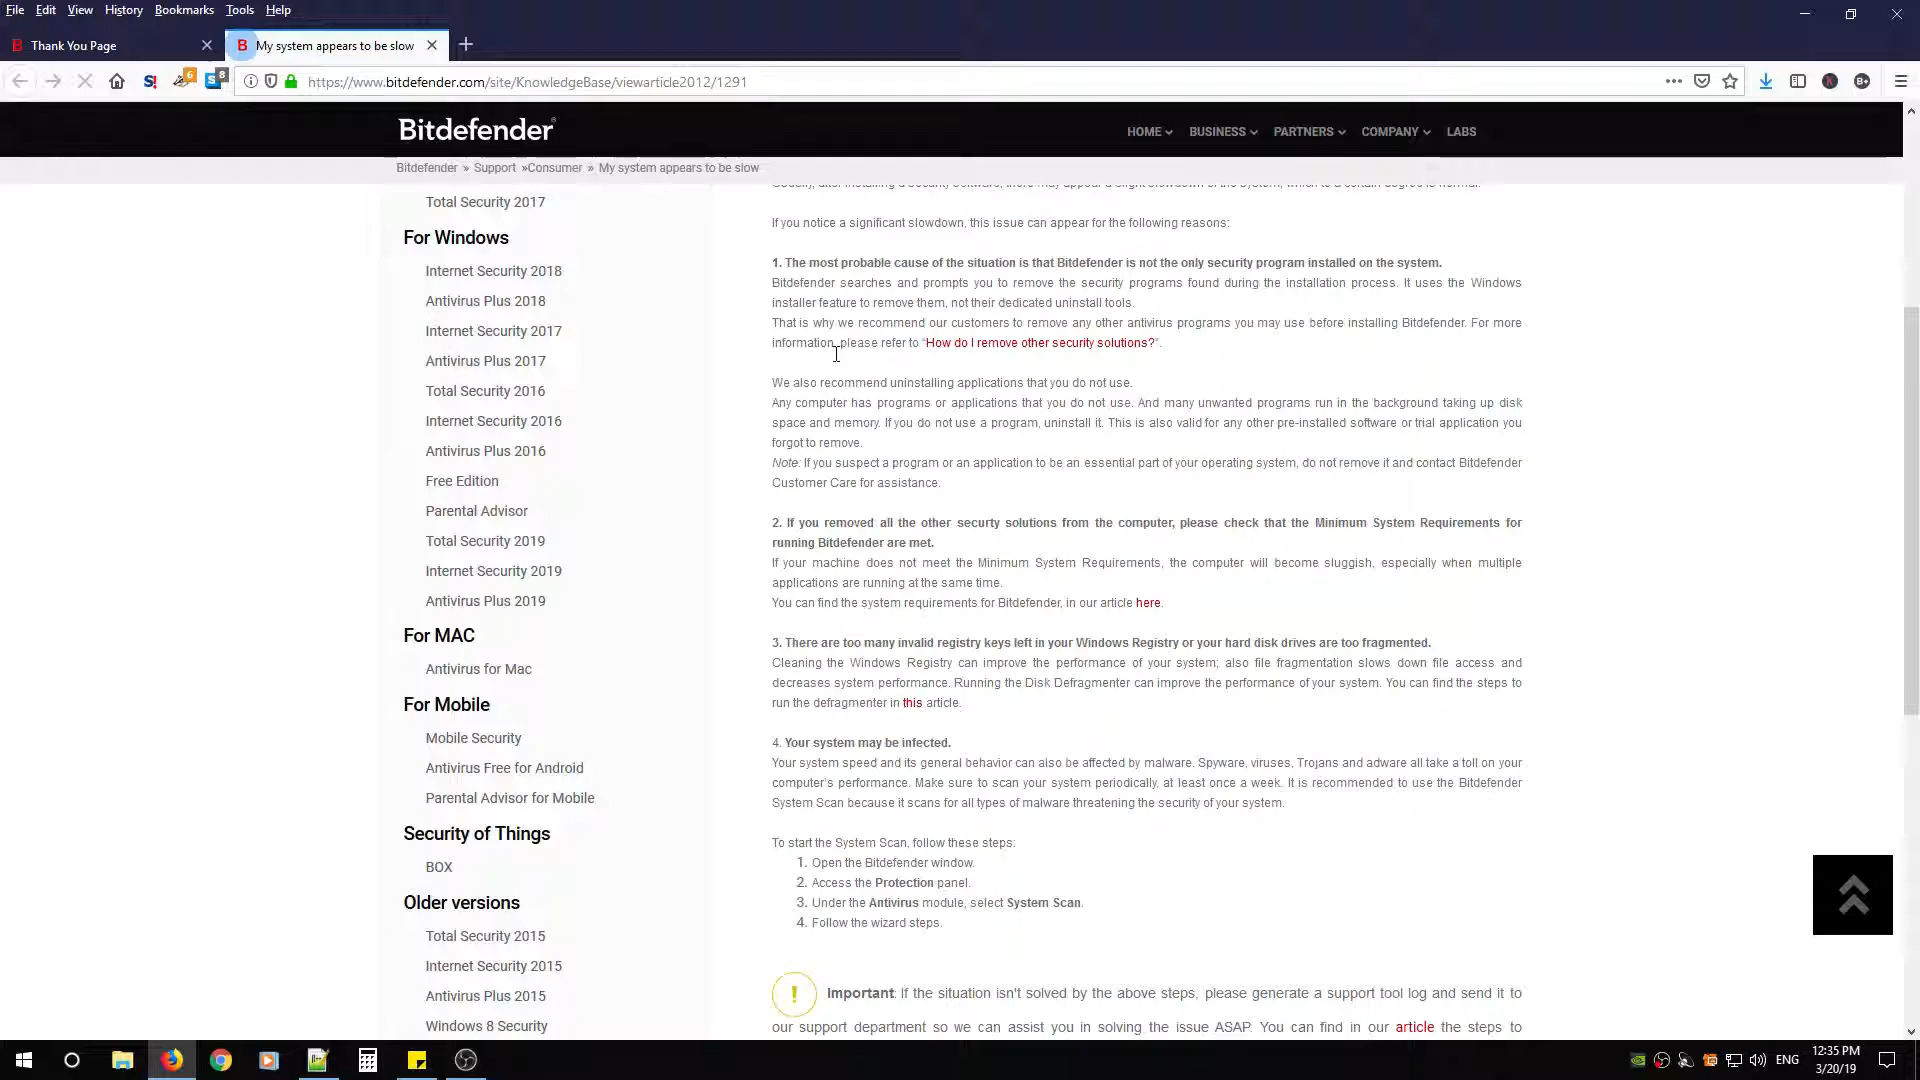 File Edit View History Bookmarks Tools Help
Thank You Page
My system appears to be slow
6
8
https://www.bitdefender.com/site/KnowledgeBase/viewarticle2012/1291
Bitdefender
HOME BUSINESS PARTNERS COMPANY LABS
Bitdefender » Support »Consumer » My system appears to be slow
Total Security 2017
For Windows
Internet Security 2018
Antivirus Plus 2018
Internet Security 2017
Antivirus Plus 2017
Total Security 2016
Internet Security 2016
Antivirus Plus 2016
Free Edition
Parental Advisor
Total Security 2019
Internet Security 2019
Antivirus Plus 2019
For MAC
Antivirus for Mac
For Mobile
Mobile Security
Antivirus Free for Android
Parental Advisor for Mobile
Security of Things
BOX
Older versions
Total Security 2015
Internet Security 2015
Antivirus Plus 2015
Windows 8 Security
Usually, after installing a security software, there may appear a slight slowdown of the system, which to a certain degree is normal.
If you notice a significant slowdown, this issue can appear for the following reasons:
1. The most probable cause of the situation is that Bitdefender is not the only security program installed on the system.
Bitdefender searches and prompts you to remove the security programs found during the installation process. It uses the Windows
installer feature to remove them, not their dedicated uninstall tools.
That is why we recommend our customers to remove any other antivirus programs you may use before installing Bitdefender. For more
information, please refer to “How do I remove other security solutions?”.
We also recommend uninstalling applications that you do not use.
Any computer has programs or applications that you do not use. And many unwanted programs run in the background taking up disk
space and memory. If you do not use a program, uninstall it. This is also valid for any other pre-installed software or trial application you
forgot to remove.
Note: If you suspect a program or an application to be an essential part of your operating system, do not remove it and contact Bitdefender
Customer Care for assistance.
2. If you removed all the other securty solutions from the computer, please check that the Minimum System Requirements for
running Bitdefender are met.
If your machine does not meet the Minimum System Requirements, the computer will become sluggish, especially when multiple
applications are running at the same time.
You can find the system requirements for Bitdefender, in our article here.
3. There are too many invalid registry keys left in your Windows Registry or your hard disk drives are too fragmented.
Cleaning the Windows Registry can improve the performance of your system; also file fragmentation slows down file access and
decreases system performance. Running the Disk Defragmenter can improve the performance of your system. You can find the steps to
run the defragmenter in this article.
4. Your system may be infected.
Your system speed and its general behavior can also be affected by malware. Spyware, viruses, Trojans and adware all take a toll on your
computer's performance. Make sure to scan your system periodically, at least once a week. It is recommended to use the Bitdefender
System Scan because it scans for all types of malware threatening the security of your system.
To start the System Scan, follow these steps:
1. Open the Bitdefender window.
2. Access the Protection panel.
3. Under the Antivirus module, select System Scan.
4. Follow the wizard steps.
Important: If the situation isn't solved by the above steps, please generate a support tool log and send it to
our support department so we can assist you in solving the issue ASAP. You can find in our article the steps to
ENG
12:35 PM
3/20/19